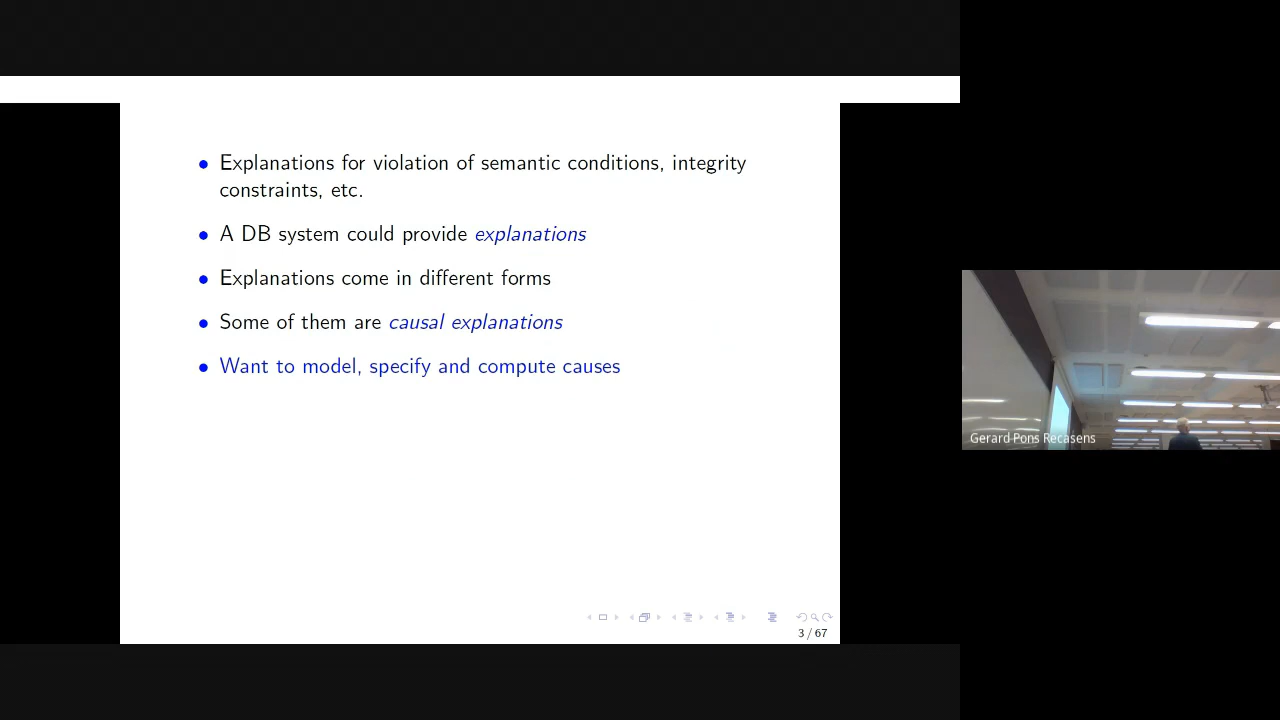 Explanations for violation of semantic conditions, integrity
constraints, etc.
A DB system could provide explanations
Explanations come in different forms
Some of them are causal explanations
Want to model, specify and compute causes
3 / 67
Gerard Pons Recasens